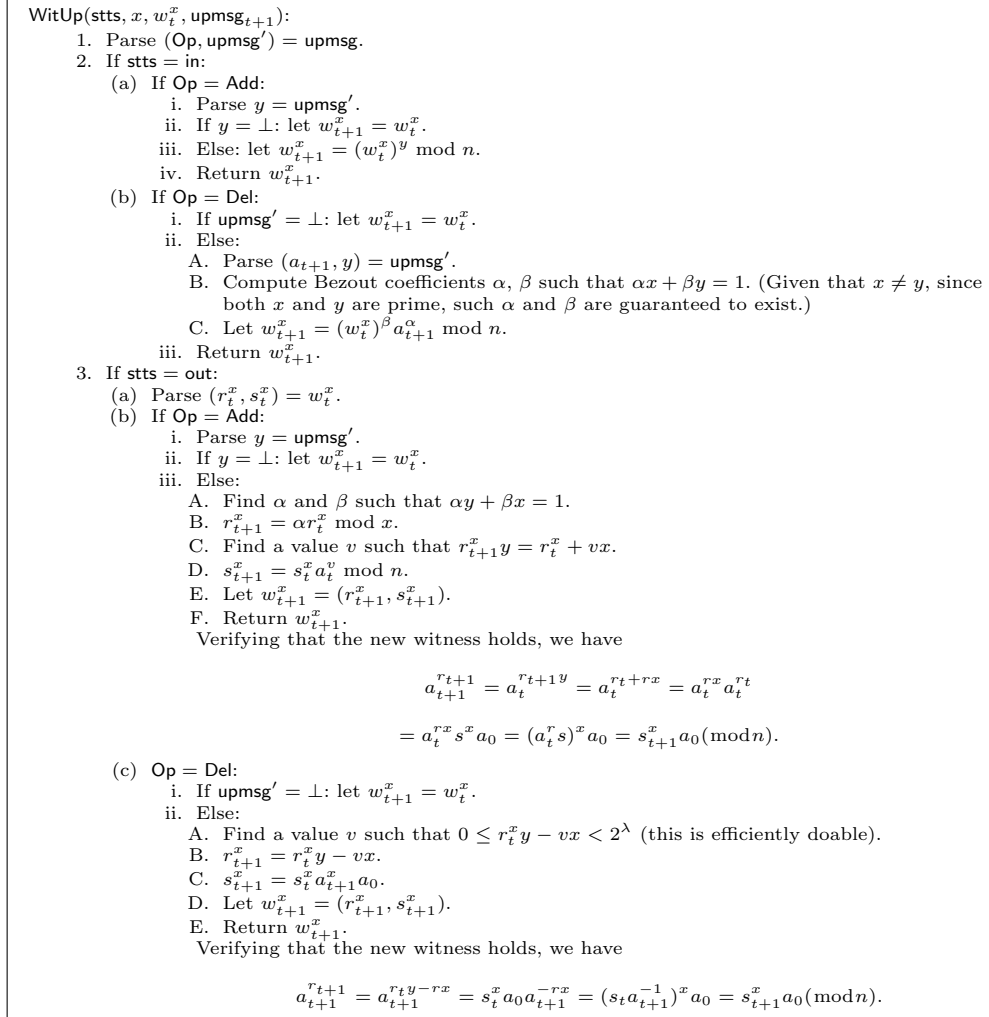 WitUp(stts, x, w_t^x, upmsg_{t+1}):
1. Parse (Op, upmsg′) = upmsg.
2. If stts = in:
(a) If Op = Add:
i. Parse y = upmsg′.
ii. If y = ⊥: let w_{t+1}^x = w_t^x.
iii. Else: let w_{t+1}^x = (w_t^x)^y mod n.
iv. Return w_{t+1}^x.
(b) If Op = Del:
i. If upmsg′ = ⊥: let w_{t+1}^x = w_t^x.
ii. Else:
A. Parse (a_{t+1}, y) = upmsg′.
B. Compute Bezout coefficients α, β such that αx + βy = 1. (Given that x ≠ y, since
both x and y are prime, such α and β are guaranteed to exist.)
C. Let w_{t+1}^x = (w_t^x)^β a_{t+1}^α mod n.
iii. Return w_{t+1}^x.
3. If stts = out:
(a) Parse (r_t^x, s_t^x) = w_t^x.
(b) If Op = Add:
i. Parse y = upmsg′.
ii. If y = ⊥: let w_{t+1}^x = w_t^x.
iii. Else:
A. Find α and β such that αy + βx = 1.
B. r_{t+1}^x = αr_t^x mod x.
C. Find a value v such that r_{t+1}^x y = r_t^x + vx.
D. s_{t+1}^x = s_t^x a_t^v mod n.
E. Let w_{t+1}^x = (r_{t+1}^x, s_{t+1}^x).
F. Return w_{t+1}^x.
Verifying that the new witness holds, we have
a_{t+1}^{r_{t+1}} = a_t^{r_{t+1} y} = a_t^{r_t+rx} = a_t^{rx} a_t^{r_t}
= a_t^{rx} s^x a_0 = (a_t^r s)^x a_0 = s_{t+1}^x a_0(mod n).
(c) Op = Del:
i. If upmsg′ = ⊥: let w_{t+1}^x = w_t^x.
ii. Else:
A. Find a value v such that 0 ≤ r_t^x y − vx < 2^λ (this is efficiently doable).
B. r_{t+1}^x = r_t^x y − vx.
C. s_{t+1}^x = s_t^x a_{t+1}^x a_0.
D. Let w_{t+1}^x = (r_{t+1}^x, s_{t+1}^x).
E. Return w_{t+1}^x.
Verifying that the new witness holds, we have
a_{t+1}^{r_{t+1}} = a_{t+1}^{r_t y−rx} = s_t^x a_0 a_{t+1}^{−rx} = (s_t a_{t+1}^{−1})^x a_0 = s_{t+1}^x a_0(mod n).